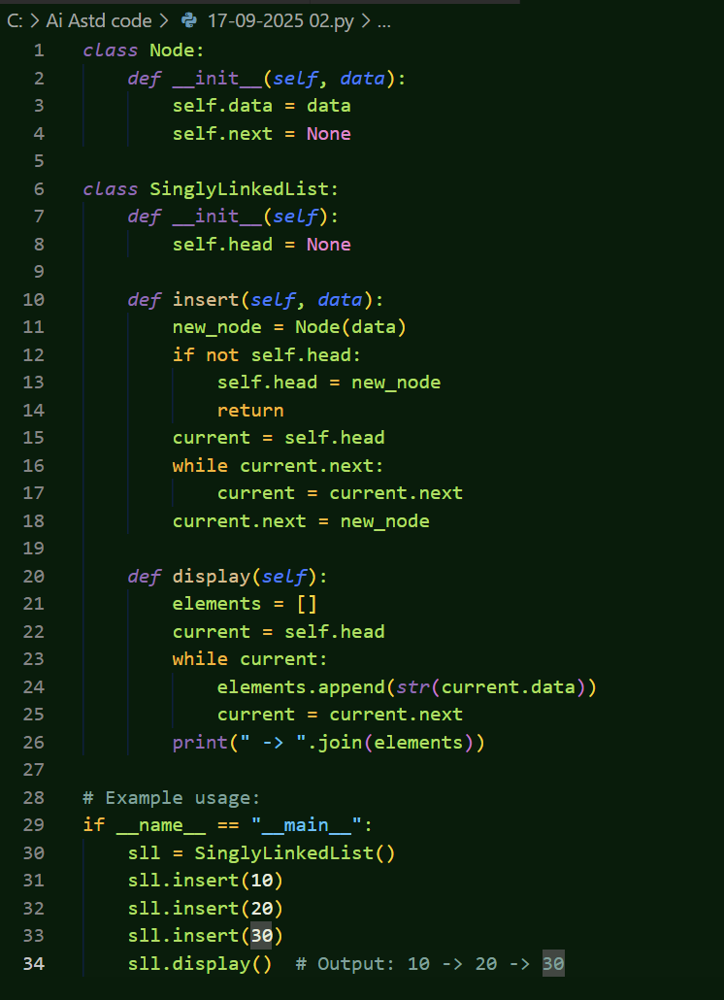 C: > Ai Astd code > 17-09-2025 02.py > ...
1 class Node:
2     def __init__(self, data):
3         self.data = data
4         self.next = None
5
6 class SinglyLinkedList:
7     def __init__(self):
8         self.head = None
9
10     def insert(self, data):
11         new_node = Node(data)
12         if not self.head:
13             self.head = new_node
14             return
15         current = self.head
16         while current.next:
17             current = current.next
18         current.next = new_node
19
20     def display(self):
21         elements = []
22         current = self.head
23         while current:
24             elements.append(str(current.data))
25             current = current.next
26         print(" -> ".join(elements))
27
28 # Example usage:
29 if __name__ == "__main__":
30     sll = SinglyLinkedList()
31     sll.insert(10)
32     sll.insert(20)
33     sll.insert(30)
34     sll.display()  # Output: 10 -> 20 -> 30